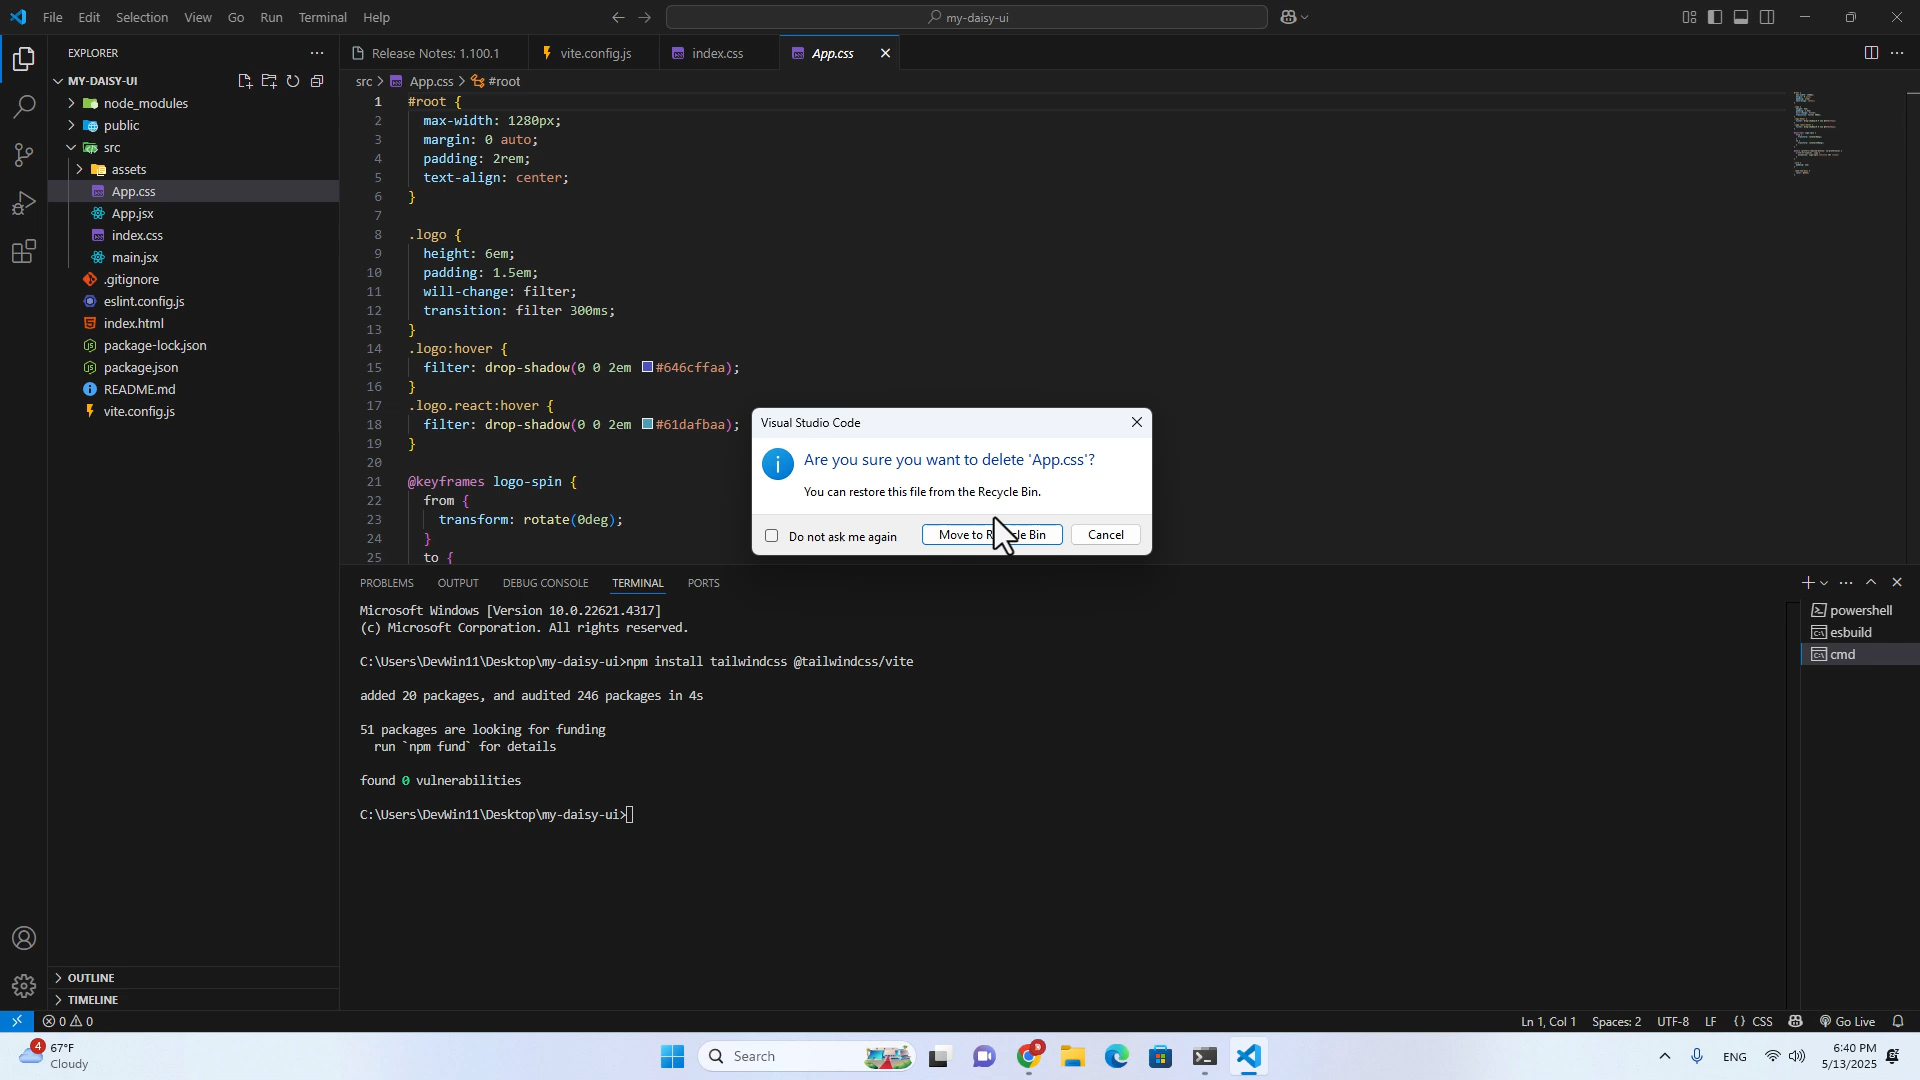 File Edit Selection View Go Run Terminal Help
my-daisy-ui
EXPLORER
Release Notes: 1.100.1
vite.config.js
index.css
App.css
MY-DAISY-UI
src > App.css > #root
node_modules
public
src
assets
App.css
App.jsx
index.css
main.jsx
.gitignore
eslint.config.js
index.html
package-lock.json
package.json
README.md
vite.config.js
OUTLINE
TIMELINE
1 #root {
2 max-width: 1280px;
3 margin: 0 auto;
4 padding: 2rem;
5 text-align: center;
6 }
7
8 .logo {
9 height: 6em;
10 padding: 1.5em;
11 will-change: filter;
12 transition: filter 300ms;
13 }
14 .logo:hover {
15 filter: drop-shadow(0 0 2em #646cffaa);
16 }
17 .logo.react:hover {
18 filter: drop-shadow(0 0 2em #61dafbaa);
19 }
20
21 @keyframes logo-spin {
22 from {
23 transform: rotate(0deg);
24 }
25 to {
Visual Studio Code
Are you sure you want to delete 'App.css'?
You can restore this file from the Recycle Bin.
Do not ask me again
Move to Bin
Cancel
PROBLEMS OUTPUT DEBUG CONSOLE TERMINAL PORTS
Microsoft Windows [Version 10.0.22621.4317]
(c) Microsoft Corporation. All rights reserved.
C:\Users\DevWin11\Desktop\my-daisy-ui>npm install tailwindcss @tailwindcss/vite
added 20 packages, and audited 246 packages in 4s
51 packages are looking for funding
run `npm fund` for details
found 0 vulnerabilities
C:\Users\DevWin11\Desktop\my-daisy-ui>
powershell
esbuild
cmd
0 0
Ln 1, Col 1 Spaces: 2 UTF-8 LF { } CSS Go Live
4 67°F
Cloudy
Search
ENG
6:40 PM
5/13/2025